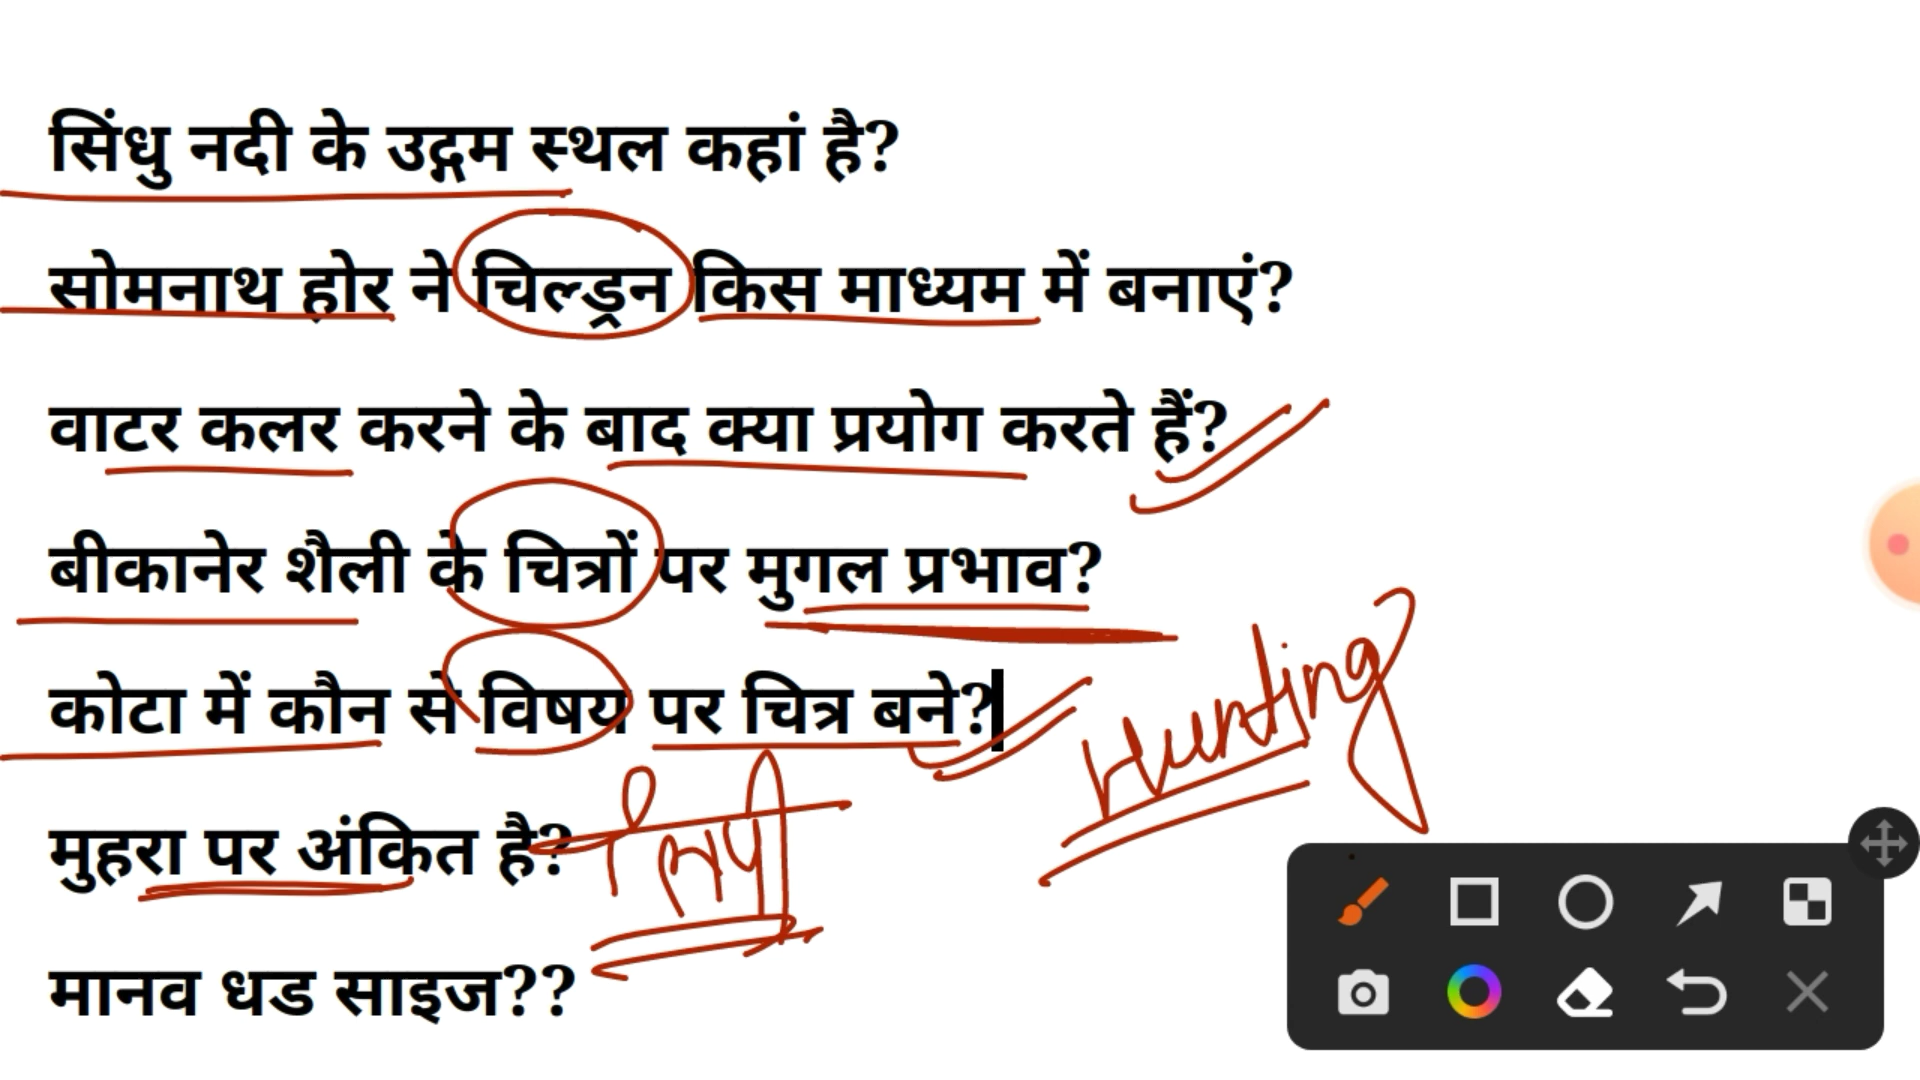 सिंधु नदी के उद्गम स्थल कहां है?
सोमनाथ होर ने चिल्ड्रन किस माध्यम में बनाएं?
वाटर कलर करने के बाद क्या प्रयोग करते हैं?
बीकानेर शैली के चित्रों पर मुगल प्रभाव?
कोटा में कौन से विषय पर चित्र बने?
Hunting
मुहरा पर अंकित है?
मानव धड साइज??